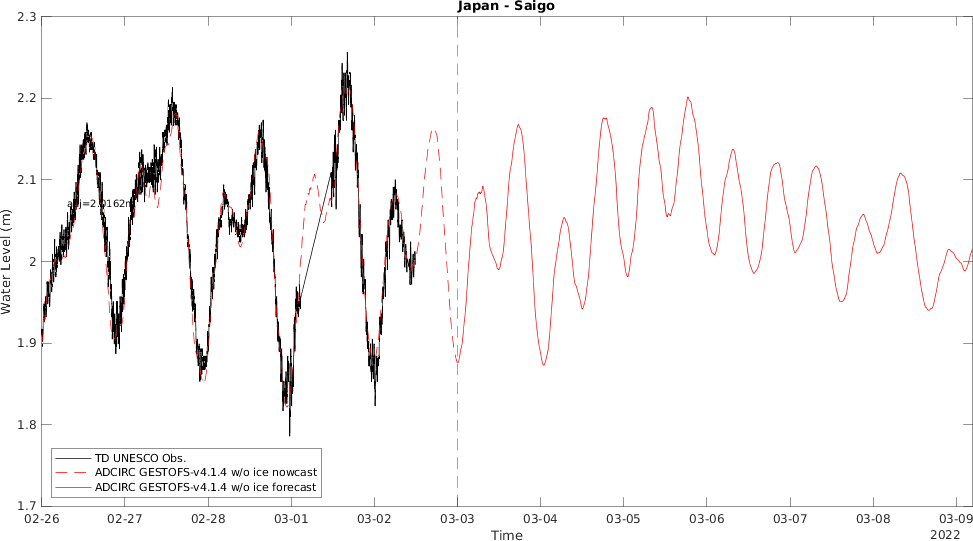 Japan - Saigo
2.3
2.2
2.1
2
1.9
1.8
1.7
Water Level (m)
TD UNESCO Obs.
ADCIRC GESTOFS-v4.1.4 w/o ice nowcast
ADCIRC GESTOFS-v4.1.4 w/o ice forecast
02-26 02-27 02-28 03-01 03-02 03-03 03-04 03-05 03-06 03-07 03-08 03-09
Time
2022